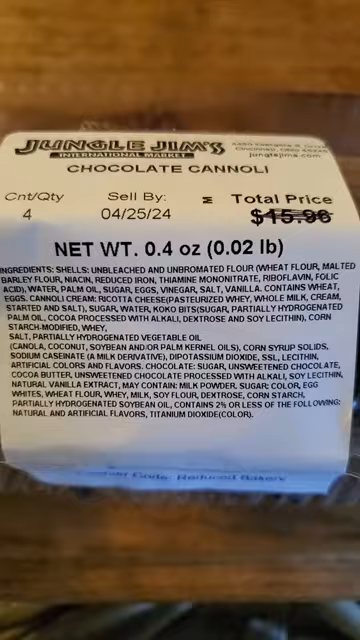 JUNGLE JIM'S
INTERNATIONAL MARKET
junglejims.com
CHOCOLATE CANNOLI
Cnt/Qty Sell By: Total Price
4 04/25/24 $15.96
NET WT. 0.4 oz (0.02 lb)
INGREDIENTS: SHELLS: UNBLEACHED AND UNBROMATED FLOUR (WHEAT FLOUR, MALTED
BARLEY FLOUR, NIACIN, REDUCED IRON, THIAMINE MONONITRATE, RIBOFLAVIN, FOLIC
ACID), WATER, PALM OIL, SUGAR, EGGS, VINEGAR, SALT, VANILLA. CONTAINS WHEAT,
EGGS. CANNOLI CREAM: RICOTTA CHEESE(PASTEURIZED WHEY, WHOLE MILK, CREAM,
STARTED AND SALT), SUGAR, WATER, KOKO BITS(SUGAR, PARTIALLY HYDROGENATED
PALM OIL, COCOA PROCESSED WITH ALKALI, DEXTROSE AND SOY LECITHIN), CORN
STARCH-MODIFIED, WHEY,
SALT, PARTIALLY HYDROGENATED VEGETABLE OIL
(CANOLA, COCONUT, SOYBEAN AND/OR PALM KERNEL OILS), CORN SYRUP SOLIDS,
SODIUM CASEINATE (A MILK DERIVATIVE), DIPOTASSIUM DIOXIDE, SSL, LECITHIN,
ARTIFICIAL COLORS AND FLAVORS. CHOCOLATE: SUGAR, UNSWEETENED CHOCOLATE,
COCOA BUTTER, UNSWEETENED CHOCOLATE PROCESSED WITH ALKALI, SOY LECITHIN,
NATURAL VANILLA EXTRACT, MAY CONTAIN: MILK POWDER. SUGAR: COLOR, EGG
WHITES, WHEAT FLOUR, WHEY, MILK, SOY FLOUR, DEXTROSE, CORN STARCH,
PARTIALLY HYDROGENATED SOYBEAN OIL, CONTAINS 2% OR LESS OF THE FOLLOWING:
NATURAL AND ARTIFICIAL FLAVORS, TITANIUM DIOXIDE(COLOR).
Reduced Bakery